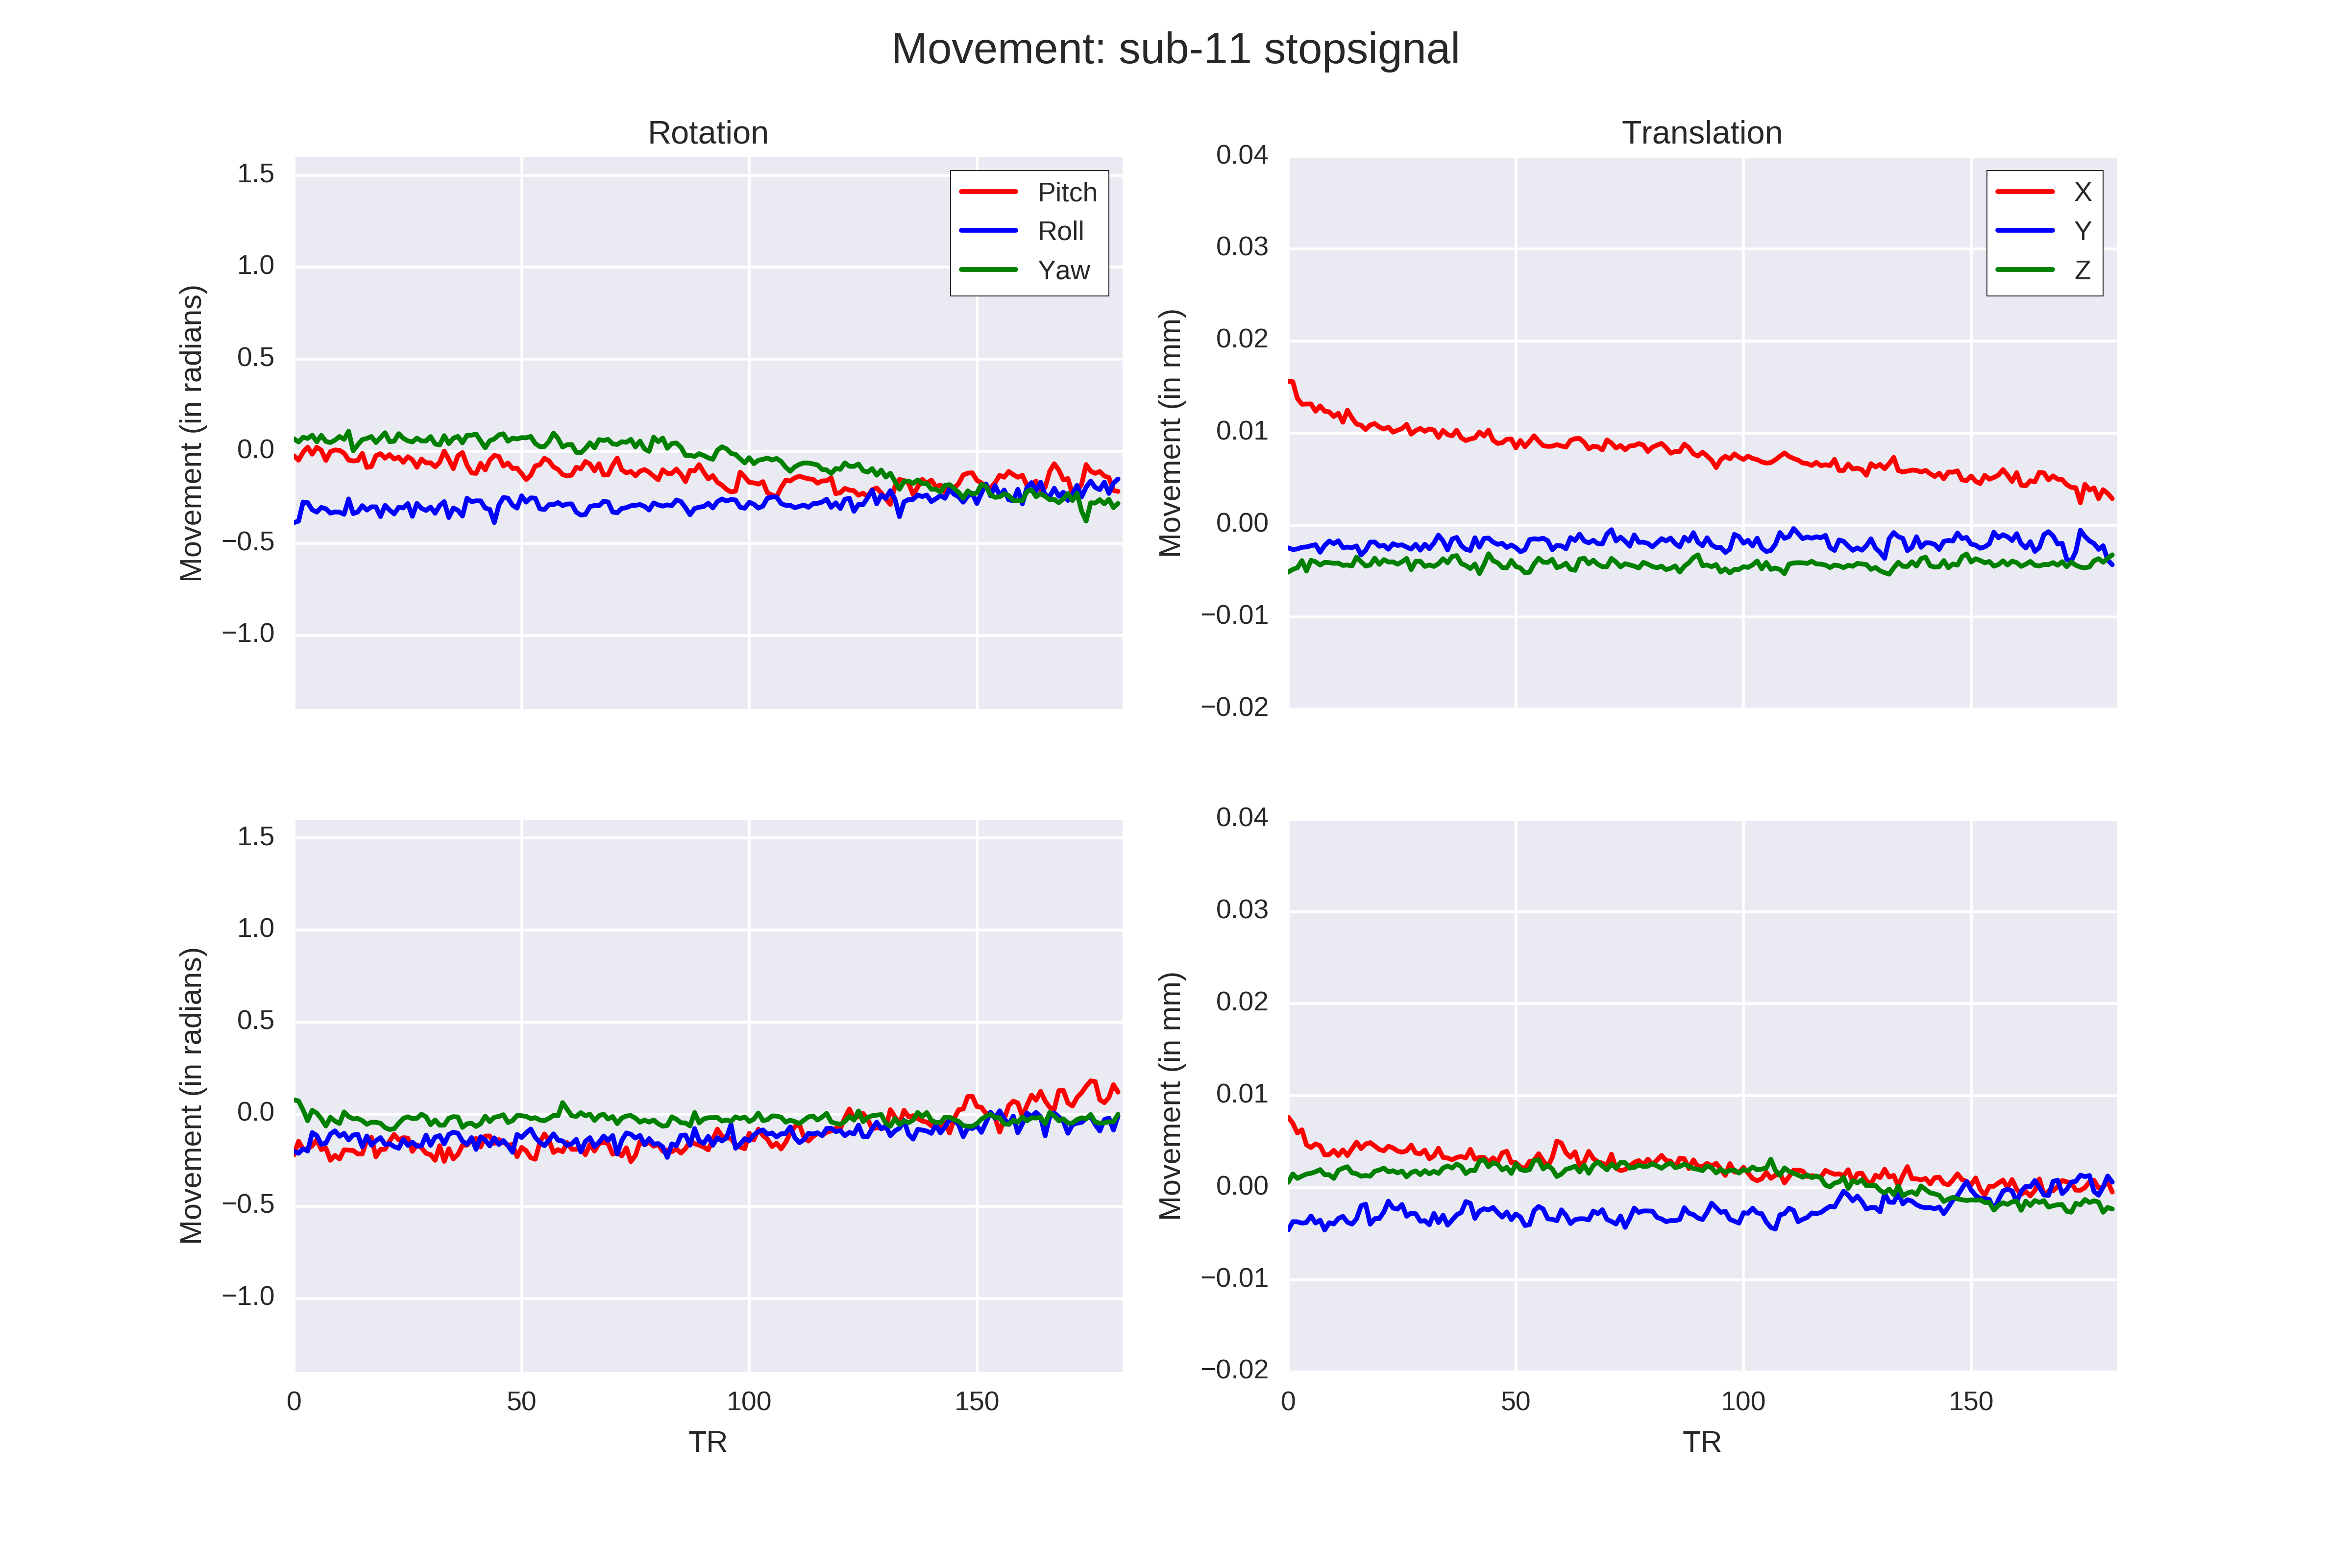 Movement: sub-11 stopsignal
Rotation
Translation
1.5
1.0
0.5
0.0
−0.5
−1.0
Movement (in radians)
Pitch
Roll
Yaw
0.04
0.03
0.02
0.01
0.00
−0.01
−0.02
Movement (in mm)
X
Y
Z
1.5
1.0
0.5
0.0
−0.5
−1.0
Movement (in radians)
0 50 100 150
TR
0.04
0.03
0.02
0.01
0.00
−0.01
−0.02
Movement (in mm)
0 50 100 150
TR